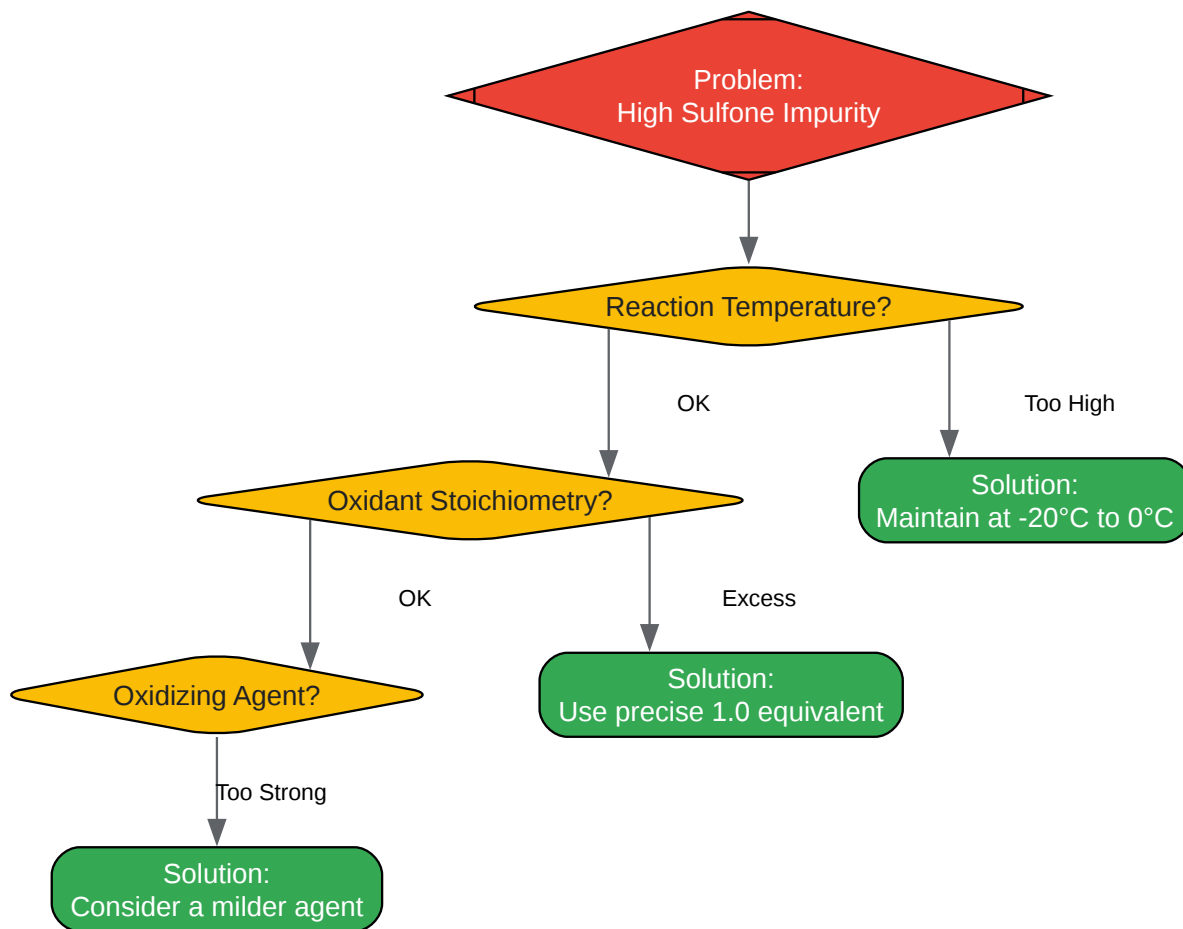 Problem:
High Sulfone Impurity
Reaction Temperature?
OK
Too High
Oxidant Stoichiometry?
Solution:
Maintain at -20°C to 0°C
OK
Excess
Oxidizing Agent?
Solution:
Use precise 1.0 equivalent
Too Strong
Solution:
Consider a milder agent